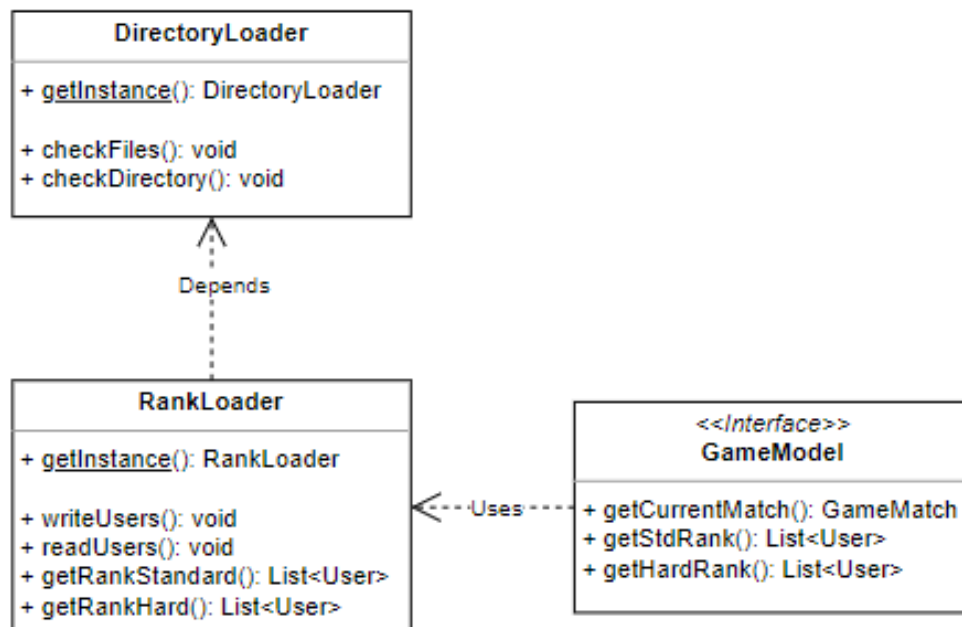 DirectoryLoader
+ getInstance(): DirectoryLoader
+ checkFiles(): void
+ checkDirectory(): void
Depends
RankLoader
+ getInstance(): RankLoader
+ writeUsers(): void
+ readUsers(): void
+ getRankStandard(): List<User>
+ getRankHard(): List<User>
Uses
<<Interface>>
GameModel
+ getCurrentMatch(): GameMatch
+ getStdRank(): List<User>
+ getHardRank(): List<User>